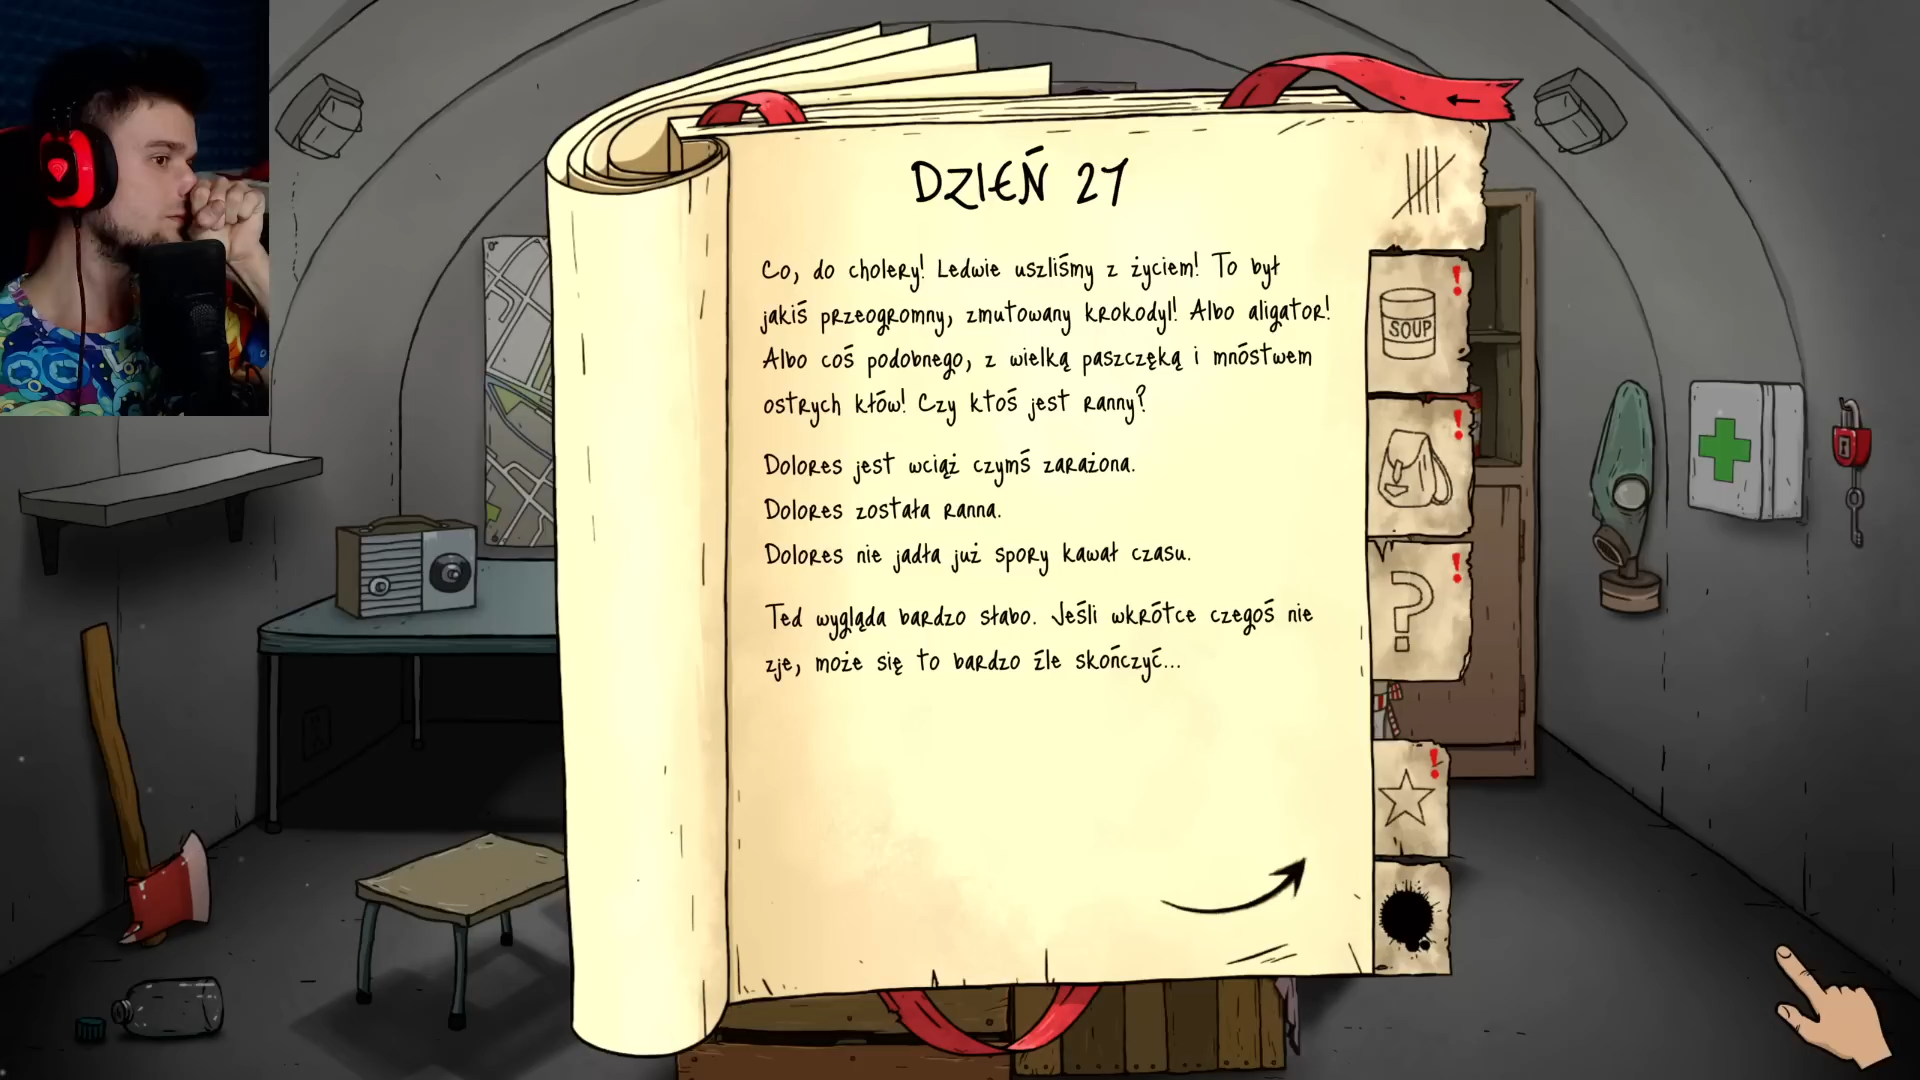 DZIEŃ 27
Co, do cholery! Ledwie uszliśmy z życiem! To był
jakiś przeogromny, zmutowany krokodyl! Albo aligator!
Albo coś podobnego, z wielką paszczęką i mnóstwem
ostrych kłów! Czy ktoś jest ranny?
Dolores jest wciąż czymś zarażona.
Dolores została ranna.
Dolores nie jadła już spory kawał czasu.
Ted wygląda bardzo słabo. Jeśli wkrótce czegoś nie
zje, może się to bardzo źle skończyć...
!
SOUP
!
!
?
!